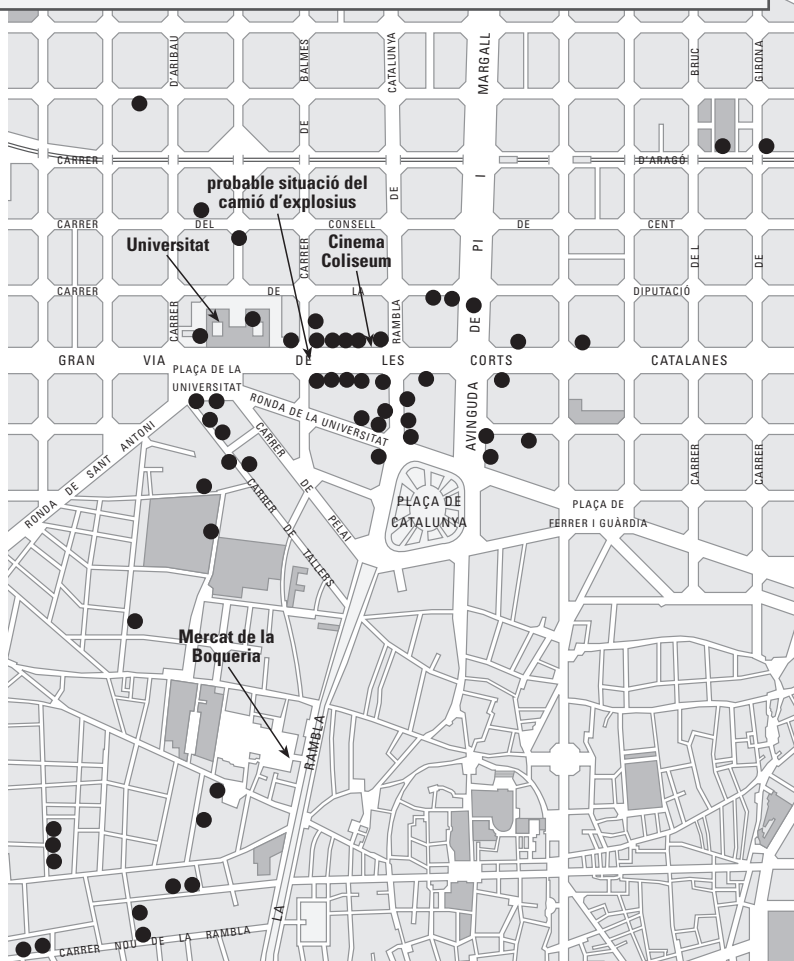 D'ARIBAU
BALMES
CATALUNYA
MARGALL
BRUC
GIRONA
DE
CARRER
D'ARAGÓ
I
probable situació del
camió d'explosius
DE
CARRER
DEL
CONSELL
DE
CENT
Universitat
CARRER
Cinema
Coliseum
PI
DEL
DE
CARRER
DE
LA
DIPUTACIÓ
CARRER
RAMBLA
DE
GRAN
VIA
DE
LES
CORTS
CATALANES
PLAÇA DE LA
UNIVERSITAT
RONDA DE LA UNIVERSITAT
AVINGUDA
RONDA DE SANT ANTONI
CARRER
DE
PELAI
CARRER
CARRER
CARRER DE TALLERS
PLAÇA DE
CATALUNYA
PLAÇA DE
FERRER I GUÀRDIA
Mercat de la
Boqueria
RAMBLA
LA
CARRER NOU DE LA RAMBLA